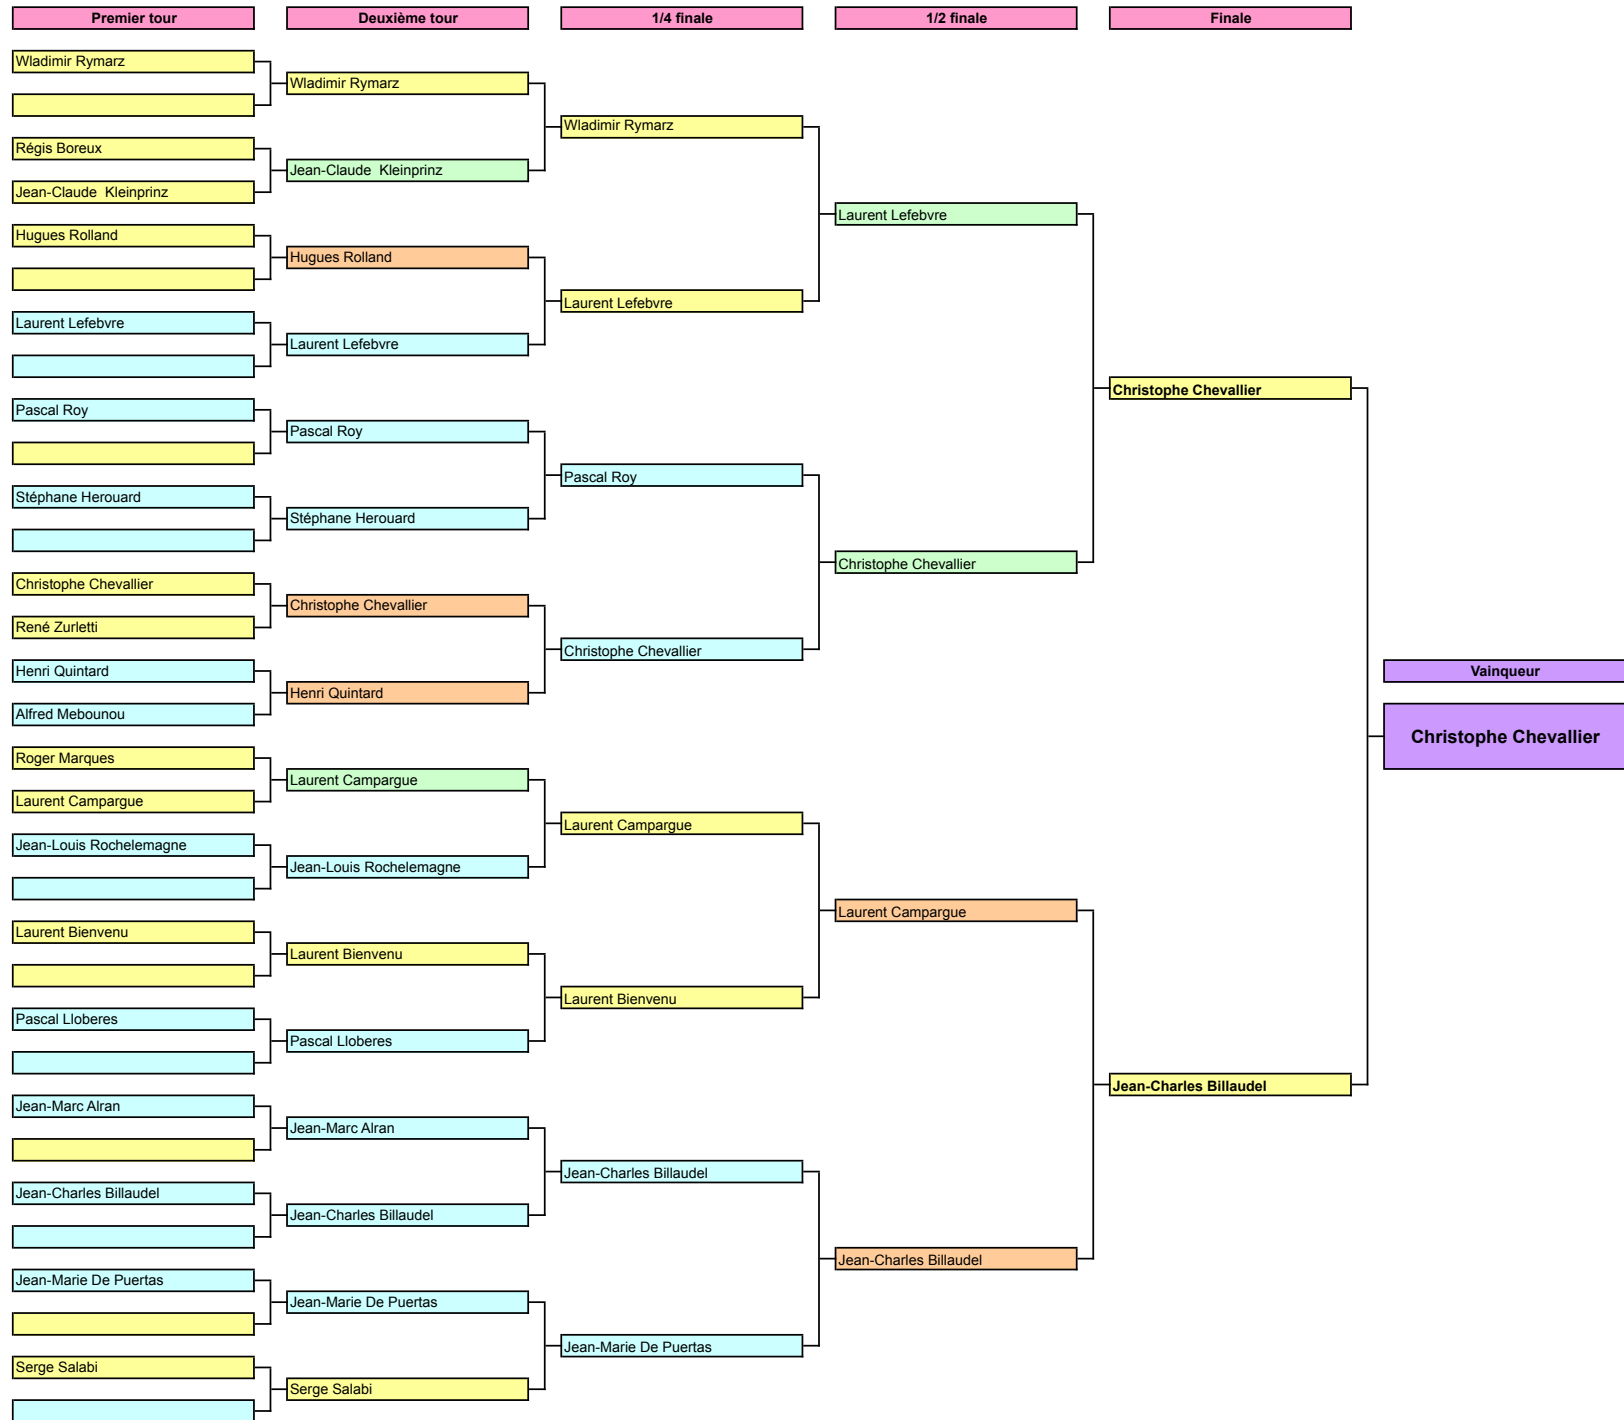 Premier tour
Deuxième tour
1/4 finale
1/2 finale
Finale
Wladimir Rymarz
Régis Boreux
Jean-Claude  Kleinprinz
Hugues Rolland
Laurent Lefebvre
Pascal Roy
Stéphane Herouard
Christophe Chevallier
René Zurletti
Henri Quintard
Alfred Mebounou
Roger Marques
Laurent Campargue
Jean-Louis Rochelemagne
Laurent Bienvenu
Pascal Lloberes
Jean-Marc Alran
Jean-Charles Billaudel
Jean-Marie De Puertas
Serge Salabi
Wladimir Rymarz
Jean-Claude  Kleinprinz
Hugues Rolland
Laurent Lefebvre
Pascal Roy
Stéphane Herouard
Christophe Chevallier
Henri Quintard
Laurent Campargue
Jean-Louis Rochelemagne
Laurent Bienvenu
Pascal Lloberes
Jean-Marc Alran
Jean-Charles Billaudel
Jean-Marie De Puertas
Serge Salabi
Wladimir Rymarz
Laurent Lefebvre
Pascal Roy
Christophe Chevallier
Laurent Campargue
Laurent Bienvenu
Jean-Charles Billaudel
Jean-Marie De Puertas
Laurent Lefebvre
Christophe Chevallier
Laurent Campargue
Jean-Charles Billaudel
Christophe Chevallier
Jean-Charles Billaudel
Vainqueur
Christophe Chevallier